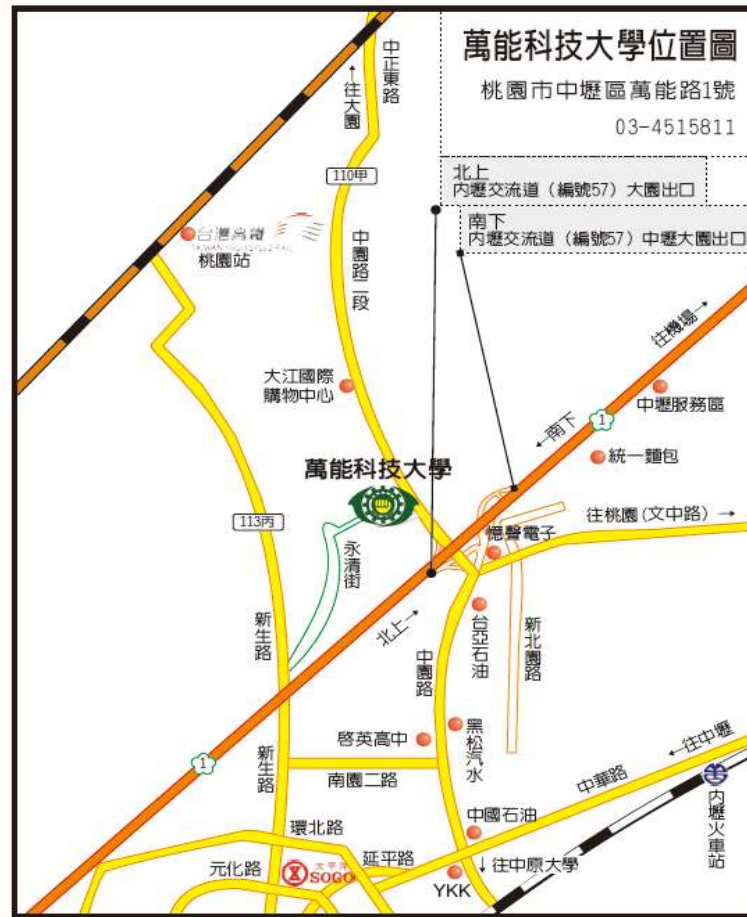 萬能科技大學位置圖
桃園市中壢區萬能路1號
03-4515811
北上
內壢交流道（編號57）大園出口
南下
內壢交流道（編號57）中壢大園出口
中正東路
←往大園
110甲
台灣高鐵
TAIWAN HIGH SPEED RAIL
桃園站
中園路二段
往機場→
大江國際
購物中心
中壢服務區
1
←南下
統一麵包
萬能科技大學
往桃園(文中路)→
113丙
憶聲電子
永清街
北上→
台亞石油
新北園路
新生路
中園路
黑松汽水
啓英高中
←往中壢
1
新生路
南園二路
中華路
內壢火車站
中國石油
環北路
延平路
↓往中原大學
元化路
太平洋
SOGO
YKK